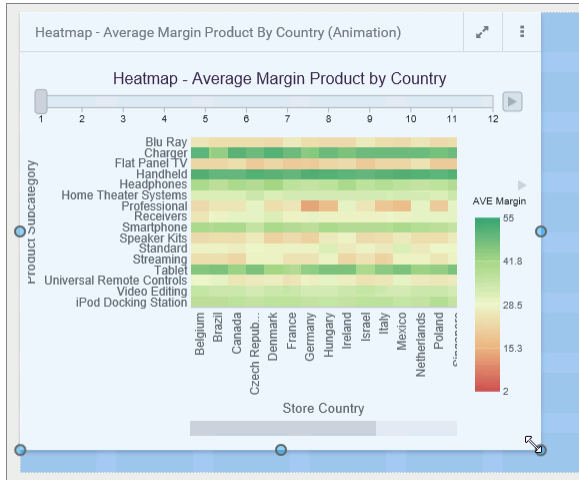 Heatmap - Average Margin Product By Country (Animation)
Heatmap - Average Margin Product by Country
1 2 3 4 5 6 7 8 9 10 11 12
Product Subcategory
Blu Ray
Charger
Flat Panel TV
Handheld
Headphones
Home Theater Systems
Professional
Receivers
Smartphone
Speaker Kits
Standard
Streaming
Tablet
Universal Remote Controls
Video Editing
iPod Docking Station
AVE Margin
55
41.8
28.5
15.3
2
Belgium
Brazil
Canada
Czech Repub...
Denmark
France
Germany
Hungary
Ireland
Israel
Italy
Mexico
Netherlands
Poland
Store Country